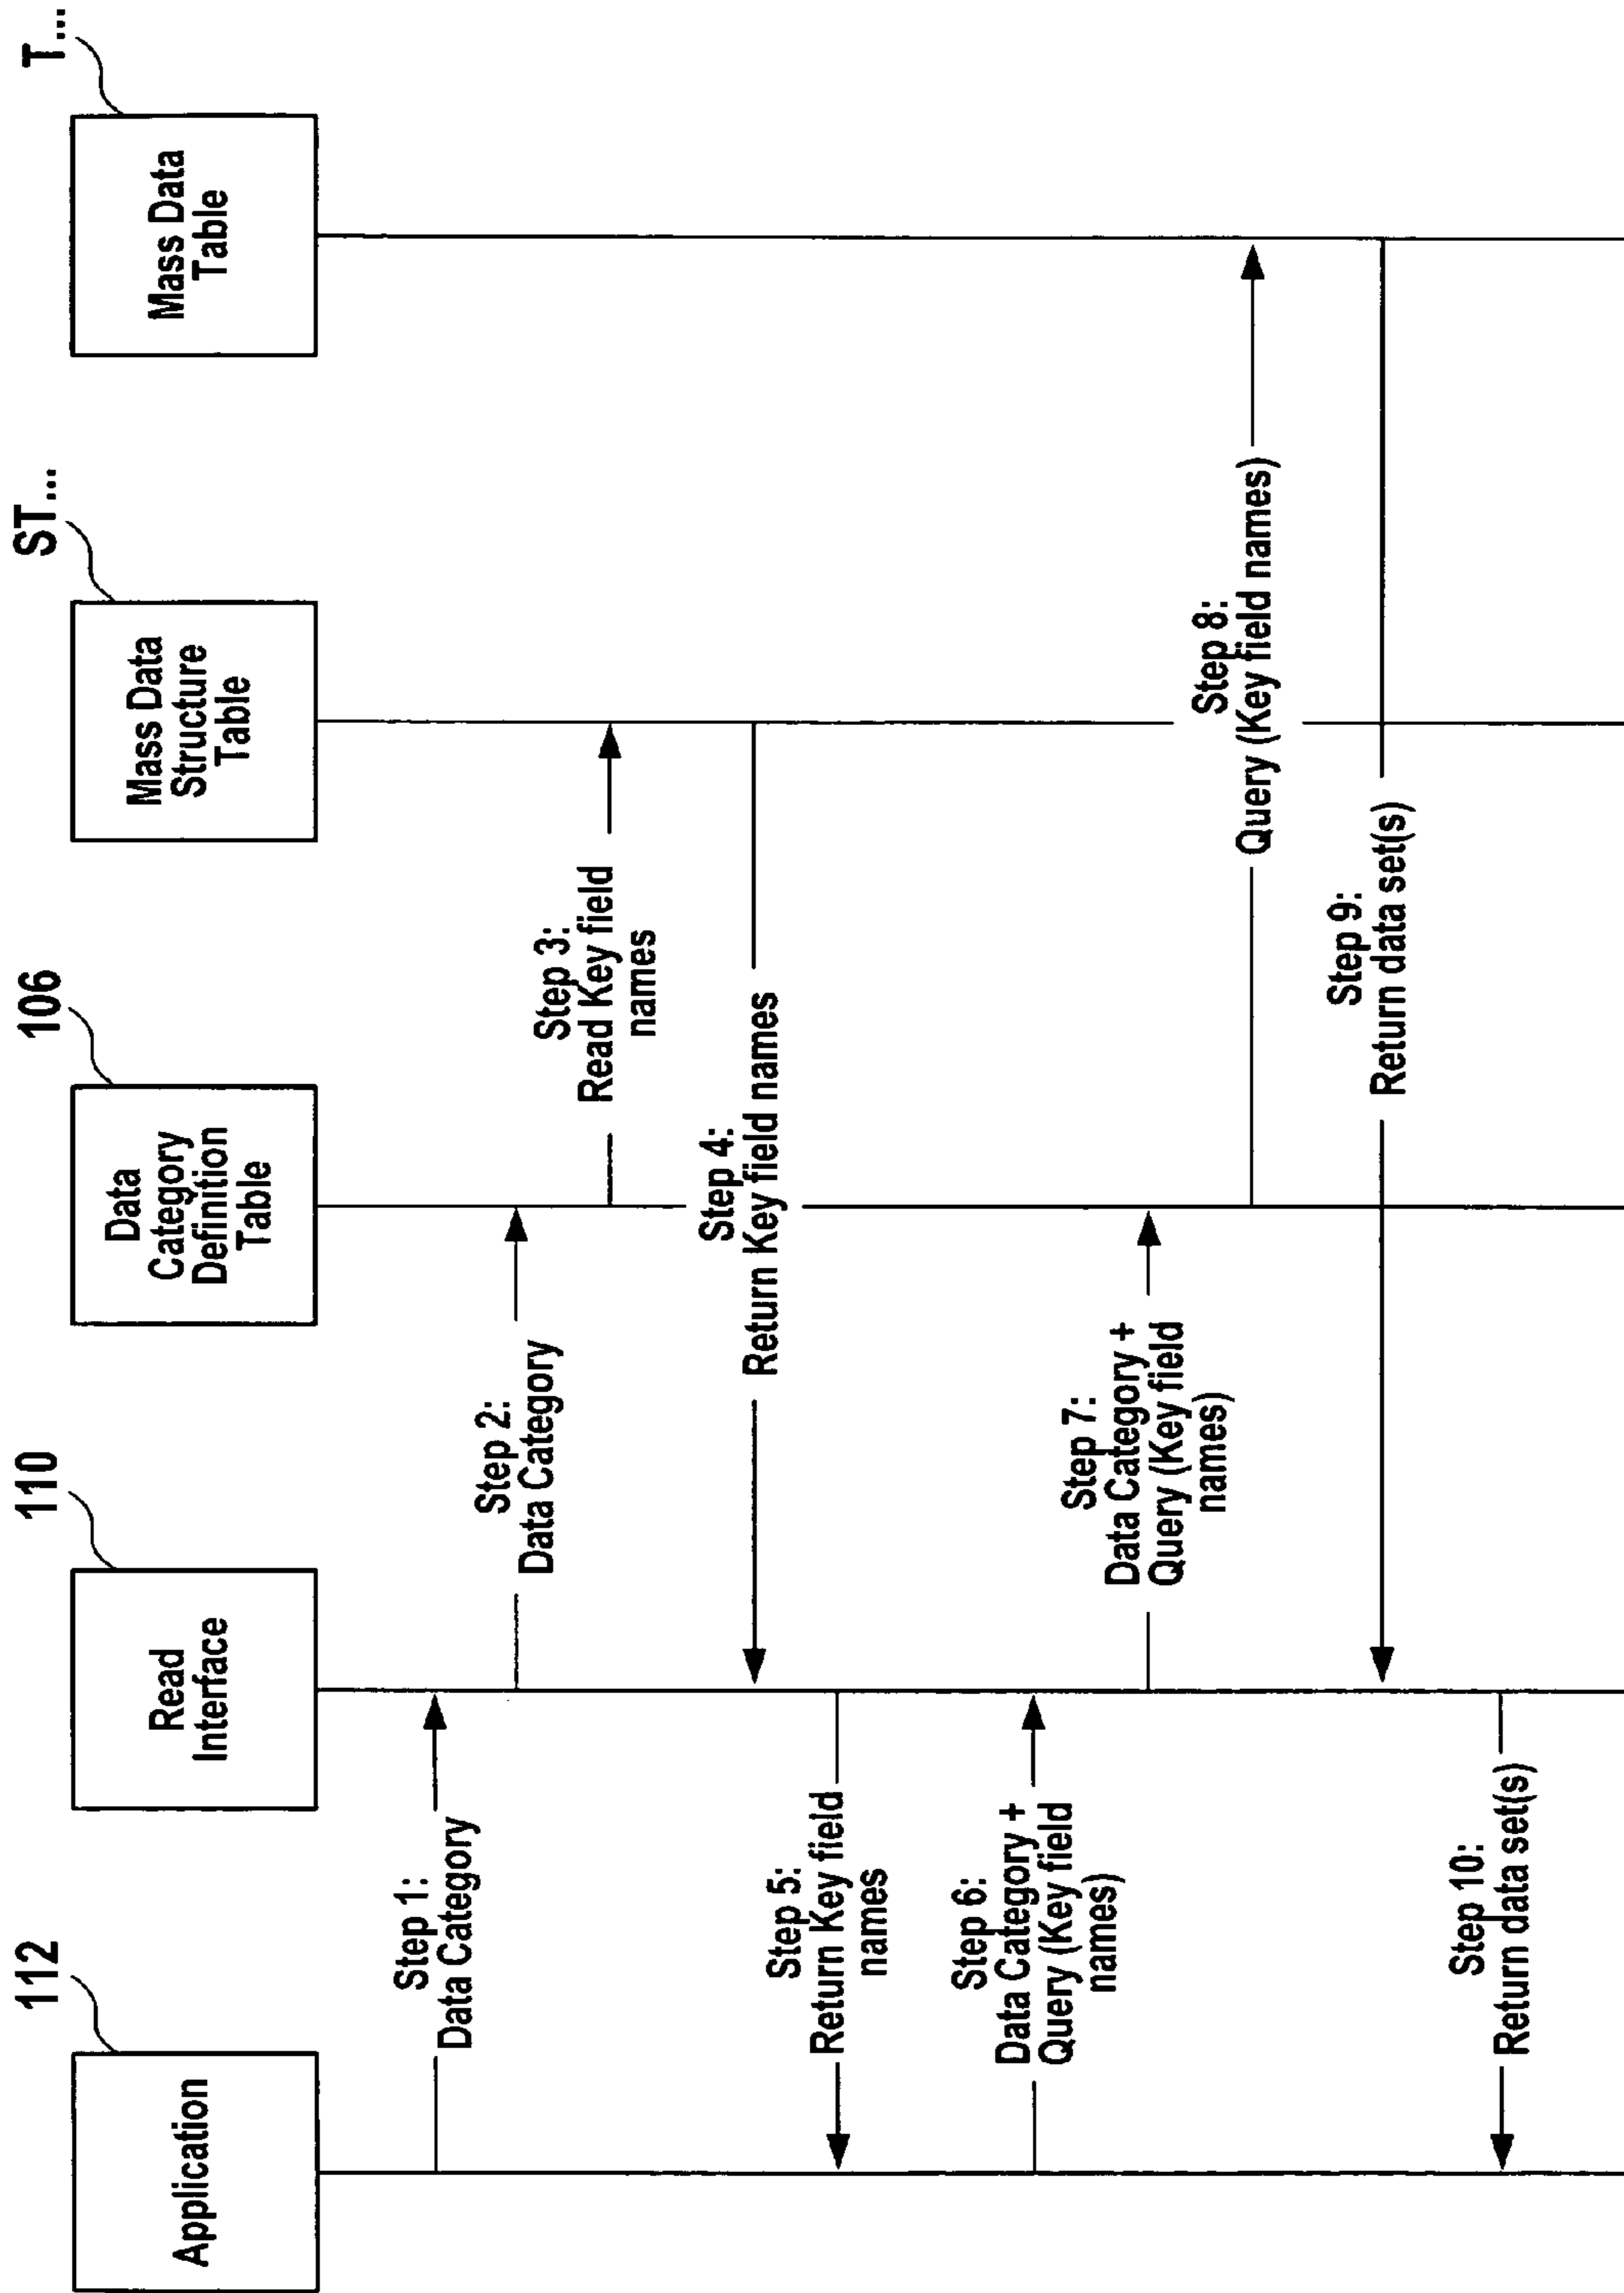 112
110
106
ST...
T...
Application
Read
Interface
Data
Category
Definition
Table
Mass Data
Structure
Table
Mass Data
Table
Step 1:
Data Category
Step 2:
Data Category
Step 3:
Read Key field
names
Step 4:
Return Key field names
Step 5:
Return Key field
names
Step 6:
Data Category +
Query (Key field
names)
Step 7:
Data Category +
Query (Key field
names)
Step 8:
Query (Key field names)
Step 9:
Return data set(s)
Step 10:
Return data set(s)